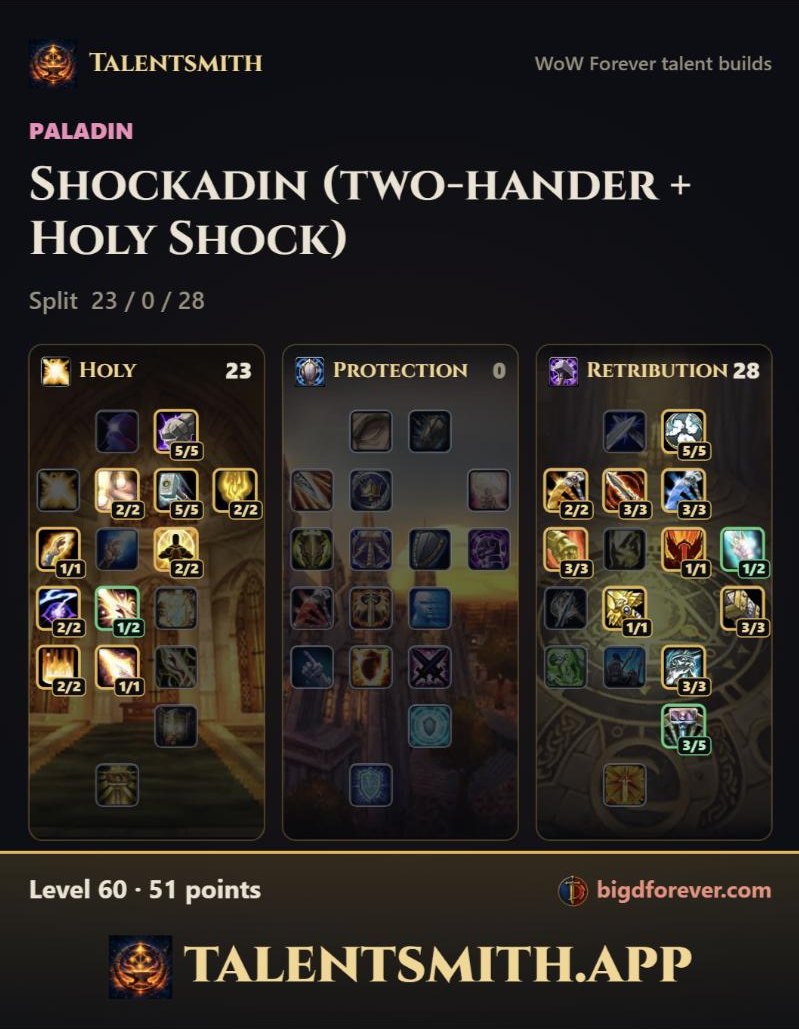 TALENTSMITH
WoW Forever talent builds
PALADIN
SHOCKADIN (TWO-HANDER +
HOLY SHOCK)
Split 23 / 0 / 28
HOLY 23
PROTECTION 0
RETRIBUTION 28
5/5
2/2 5/5 2/2
1/1 2/2
2/2 1/2
2/2 1/1
5/5
2/2 3/3 3/3
3/3 1/1 1/2
1/1 3/3
3/3
3/5
Level 60 · 51 points
bigdforever.com
TALENTSMITH.APP